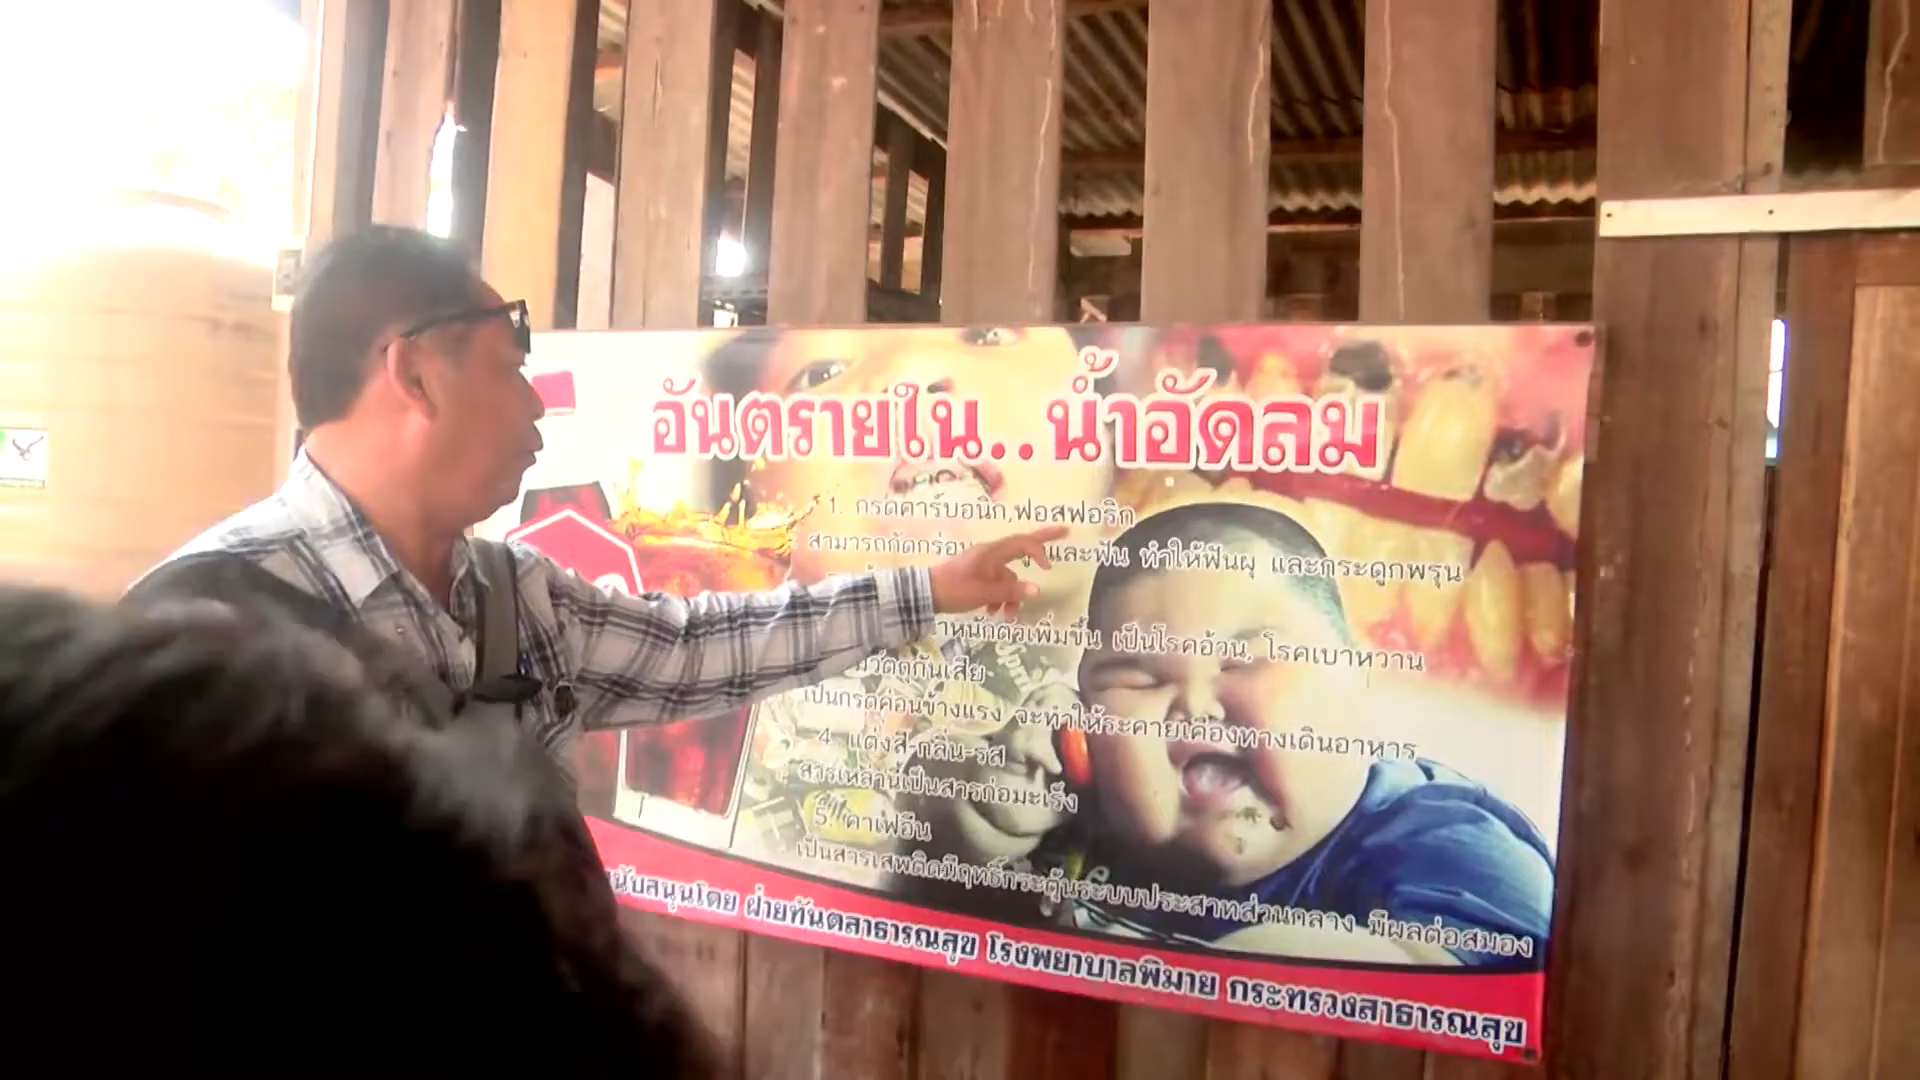 อันตรายใน..น้ำอัดลม
1. กรดคาร์บอนิก,ฟอสฟอริก
สามารถกัดกร่อน และฟัน ทำให้ฟันผุ และกระดูกพรุน
น้ำหนักตัวเพิ่มขึ้น เป็นโรคอ้วน, โรคเบาหวาน
วัตถุกันเสีย
เป็นกรดค่อนข้างแรง จะทำให้ระคายเคืองทางเดินอาหาร
4. แต่งสี-กลิ่น-รส
สารเหล่านี้เป็นสารก่อมะเร็ง
5. คาเฟอีน
เป็นสารเสพติดมีฤทธิ์กระตุ้นระบบประสาทส่วนกลาง มีผลต่อสมอง
สนับสนุนโดย ฝ่ายทันตสาธารณสุข โรงพยาบาลพิมาย กระทรวงสาธารณสุข